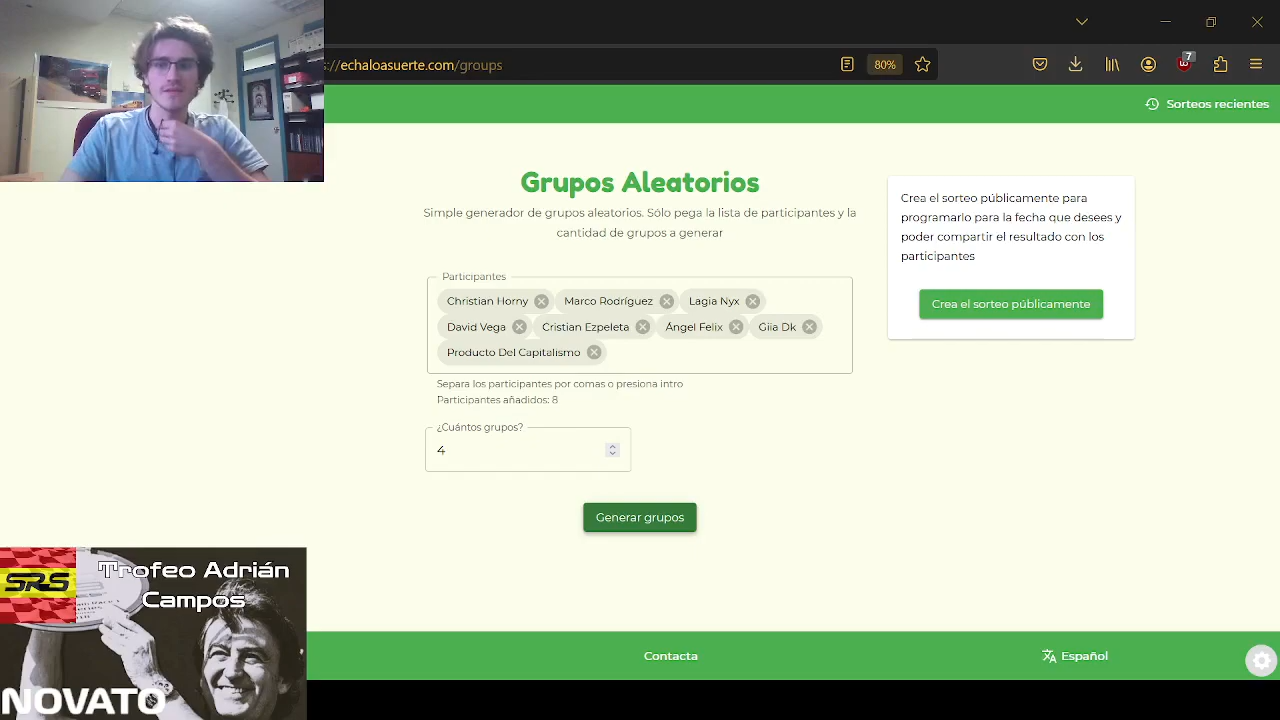 ://echaloasuerte.com/groups
80%
7
Sorteos recientes
Grupos Aleatorios
Simple generador de grupos aleatorios. Sólo pega la lista de participantes y la
cantidad de grupos a generar
Participantes
Christian Horny
Marco Rodríguez
Lagia Nyx
David Vega
Cristian Ezpeleta
Ángel Felix
Giia Dk
Producto Del Capitalismo
Separa los participantes por comas o presiona intro
Participantes añadidos: 8
¿Cuántos grupos?
4
Generar grupos
Crea el sorteo públicamente para
programarlo para la fecha que desees y
poder compartir el resultado con los
participantes
Crea el sorteo públicamente
SRS
Trofeo Adrián
Campos
NOVATO
Contacta
Español